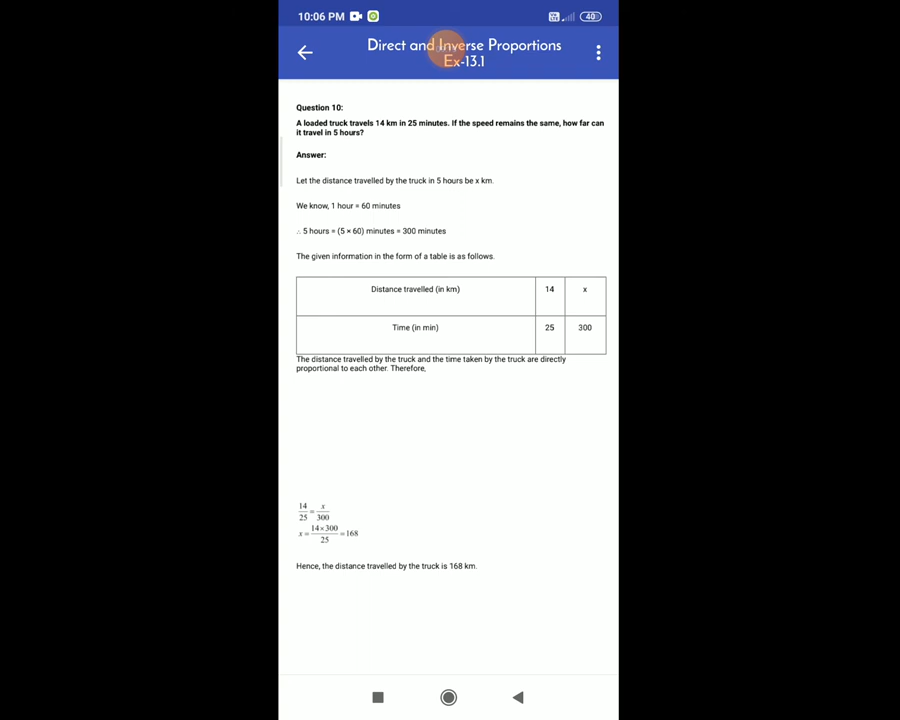 10:06 PM
40
Direct and Inverse Proportions
Ex-13.1
Question 10:
A loaded truck travels 14 km in 25 minutes. If the speed remains the same, how far can
it travel in 5 hours?
Answer:
Let the distance travelled by the truck in 5 hours be x km.
We know, 1 hour = 60 minutes
∴ 5 hours = (5 × 60) minutes = 300 minutes
The given information in the form of a table is as follows.
Distance travelled (in km) 14 x
Time (in min) 25 300
The distance travelled by the truck and the time taken by the truck are directly
proportional to each other. Therefore,
14/25 = x/300
x = 14×300/25 = 168
Hence, the distance travelled by the truck is 168 km.